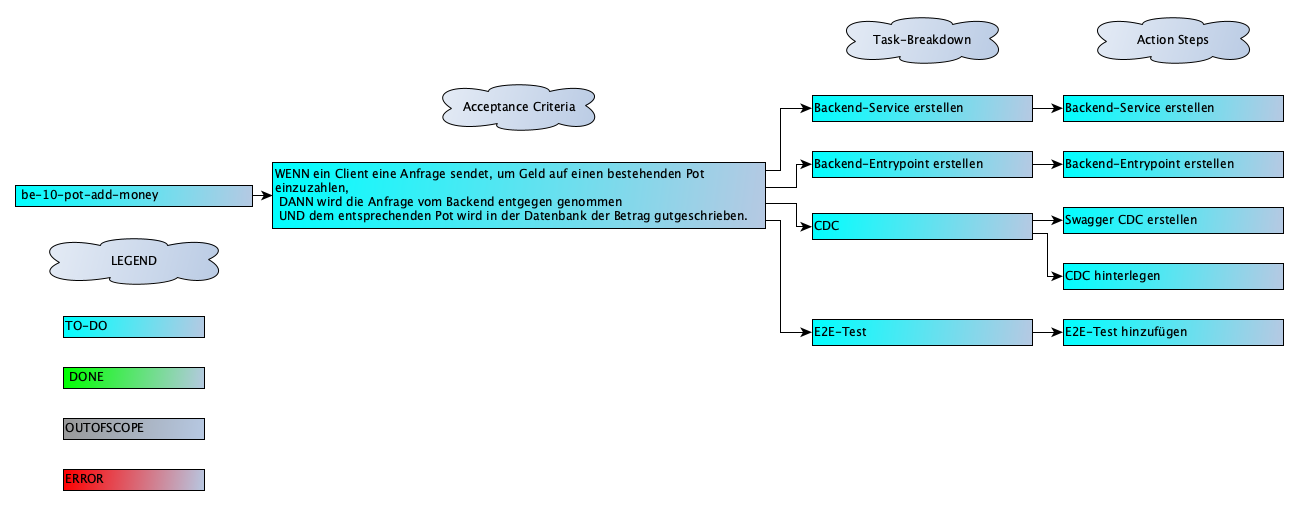 Task-Breakdown
Action Steps
Acceptance Criteria
Backend-Service erstellen
Backend-Service erstellen
Backend-Entrypoint erstellen
Backend-Entrypoint erstellen
be-10-pot-add-money
WENN ein Client eine Anfrage sendet, um Geld auf einen bestehenden Pot
einzuzahlen,
DANN wird die Anfrage vom Backend entgegen genommen
UND dem entsprechenden Pot wird in der Datenbank der Betrag gutgeschrieben.
CDC
Swagger CDC erstellen
CDC hinterlegen
E2E-Test
E2E-Test hinzufügen
LEGEND
TO-DO
DONE
OUTOFSCOPE
ERROR